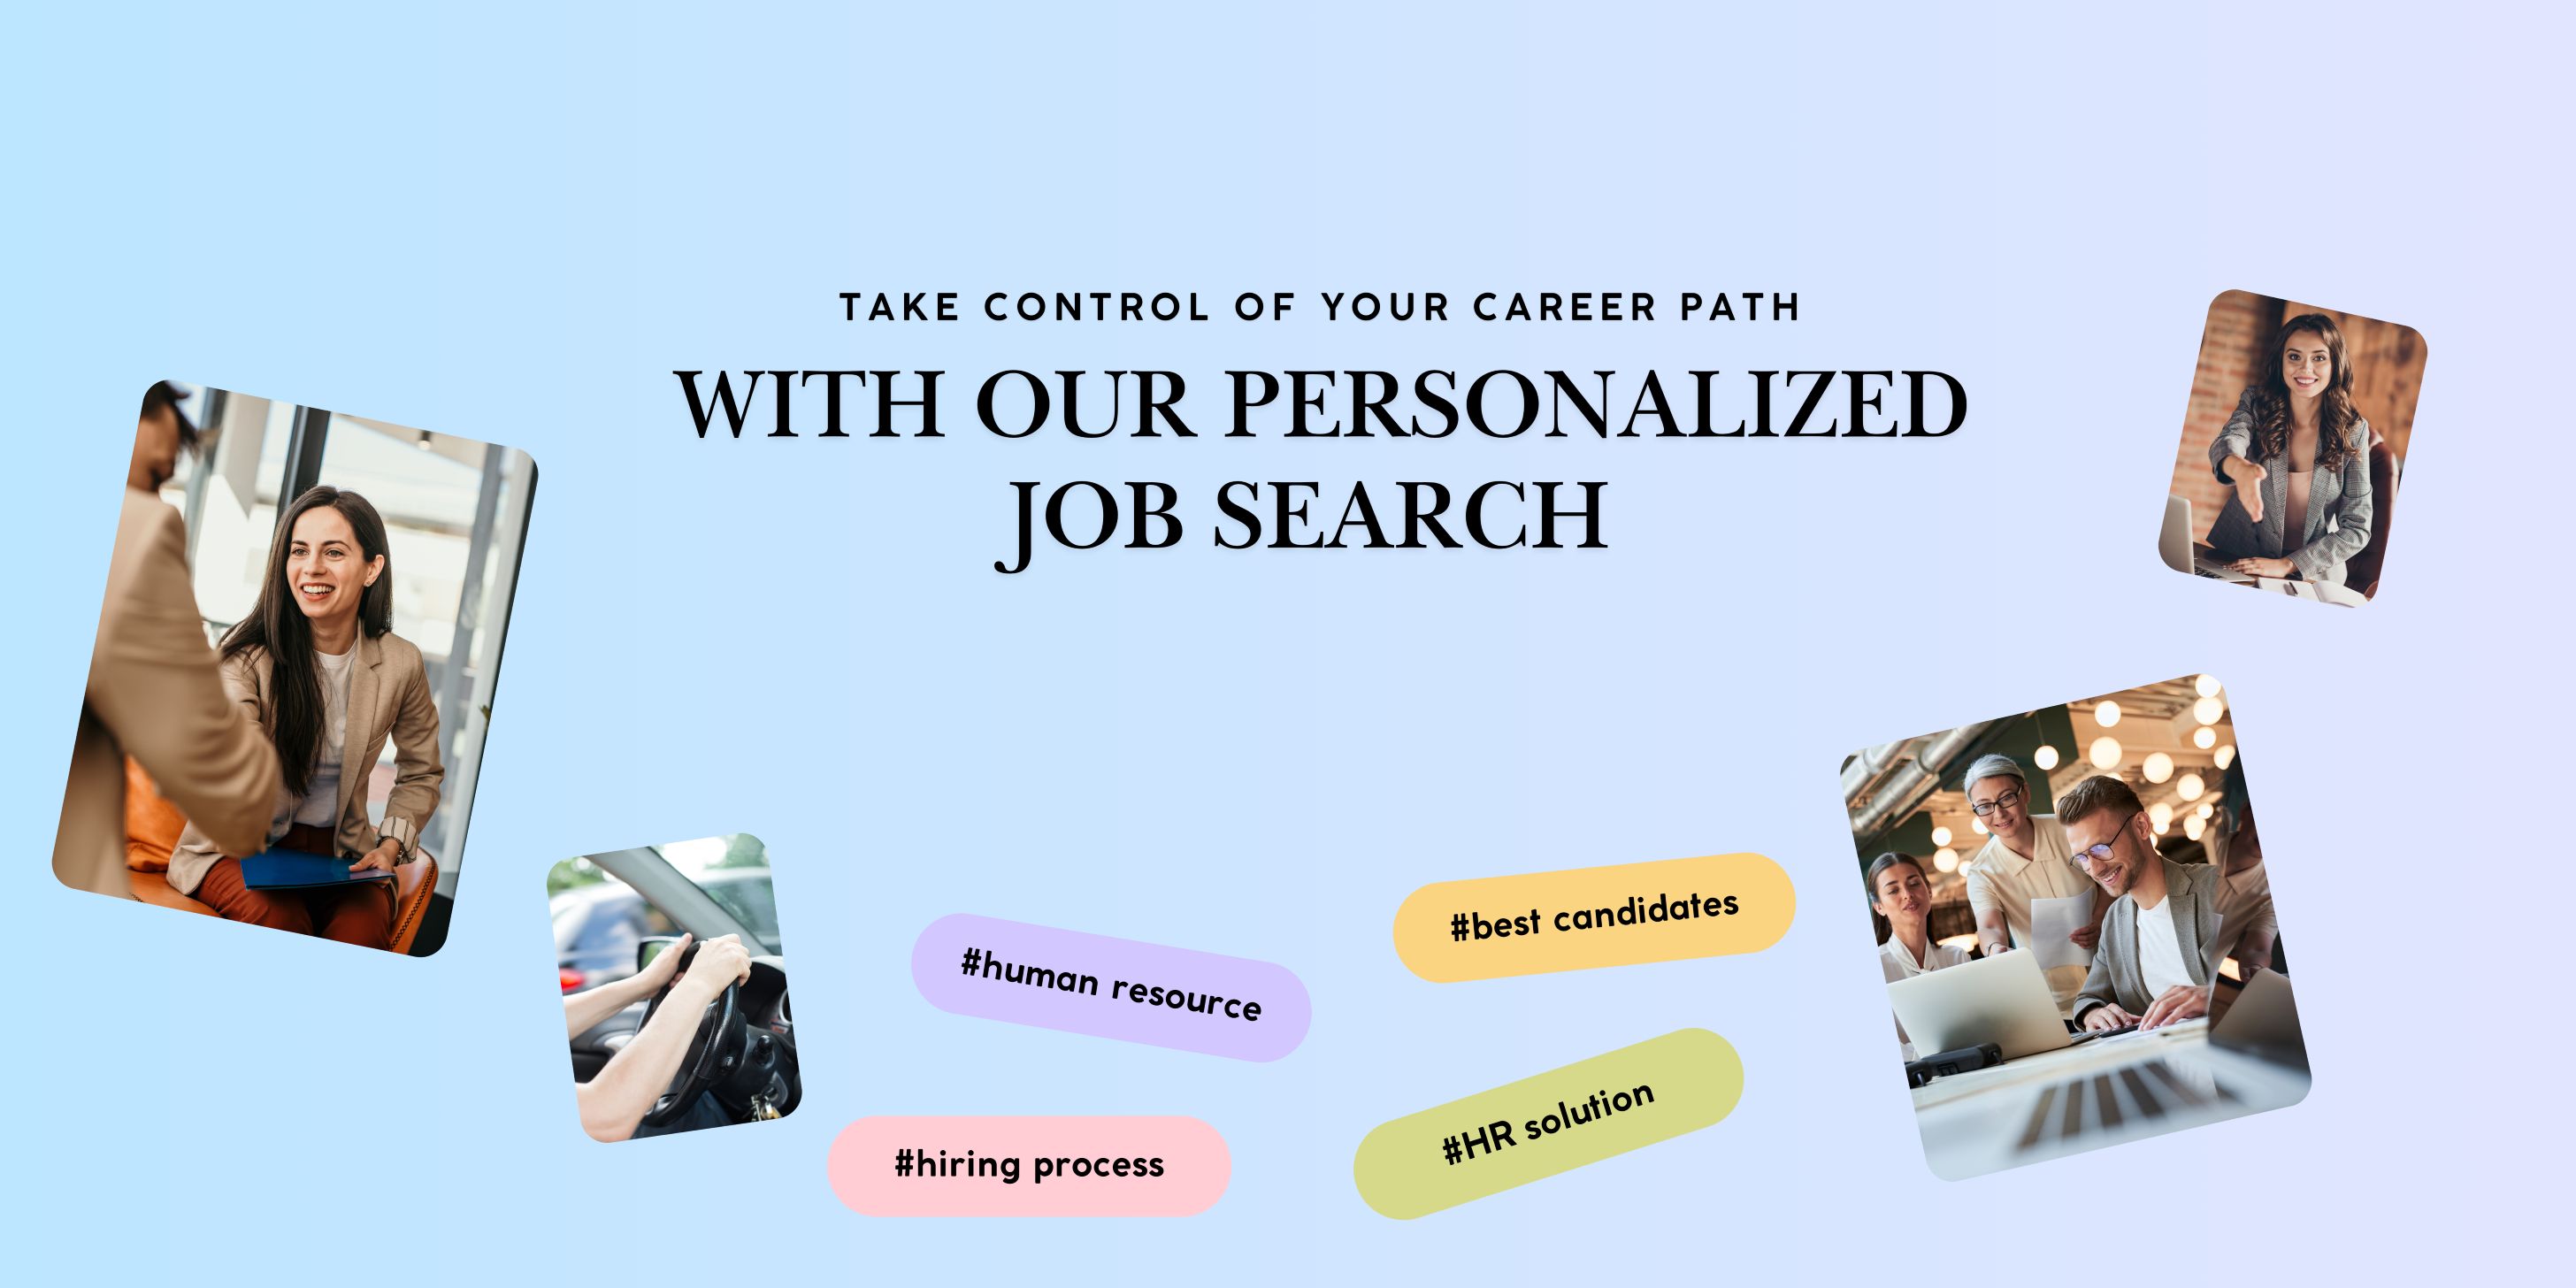 TAKE CONTROL OF YOUR CAREER PATH
WITH OUR PERSONALIZED
JOB SEARCH
#best candidates
#human resource
#HR solution
#hiring process